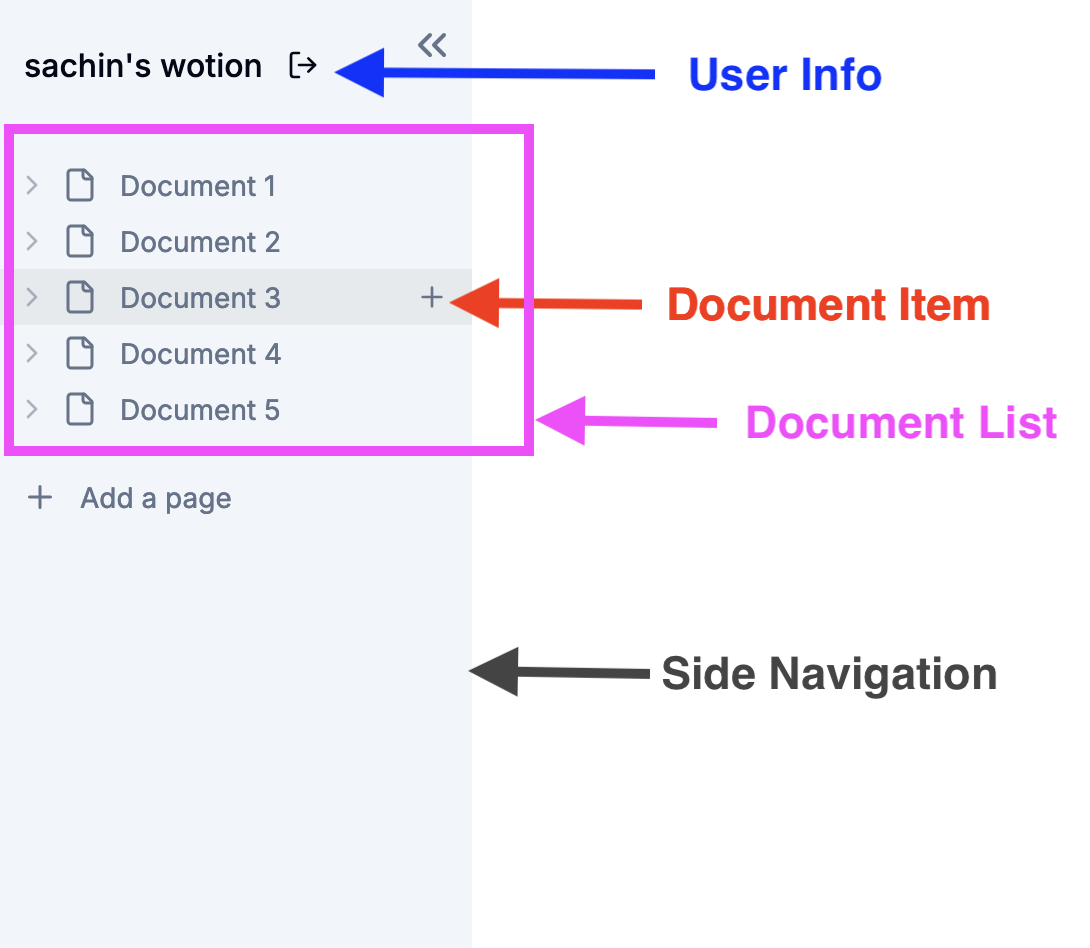 sachin's wotion
User Info
Document 1
Document 2
Document 3
Document Item
Document 4
Document 5
Document List
Add a page
Side Navigation